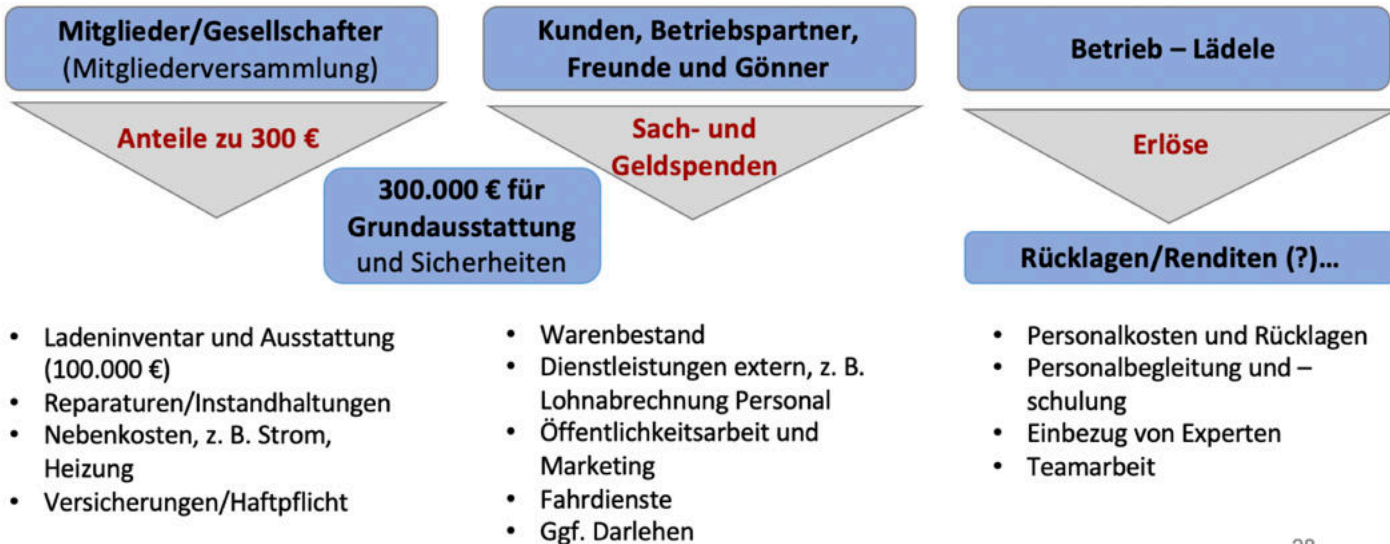 Mitglieder/Gesellschafter
(Mitgliederversammlung)
Anteile zu 300 €
Kunden, Betriebspartner,
Freunde und Gönner
Sach- und
Geldspenden
300.000 € für
Grundausstattung
und Sicherheiten
Betrieb – Lädele
Erlöse
Rücklagen/Renditen (?)...
• Ladeninventar und Ausstattung
(100.000 €)
• Reparaturen/Instandhaltungen
• Nebenkosten, z. B. Strom,
Heizung
• Versicherungen/Haftpflicht
• Warenbestand
• Dienstleistungen extern, z. B.
Lohnabrechnung Personal
• Öffentlichkeitsarbeit und
Marketing
• Fahrdienste
• Ggf. Darlehen
• Personalkosten und Rücklagen
• Personalbegleitung und –
schulung
• Einbezug von Experten
• Teamarbeit